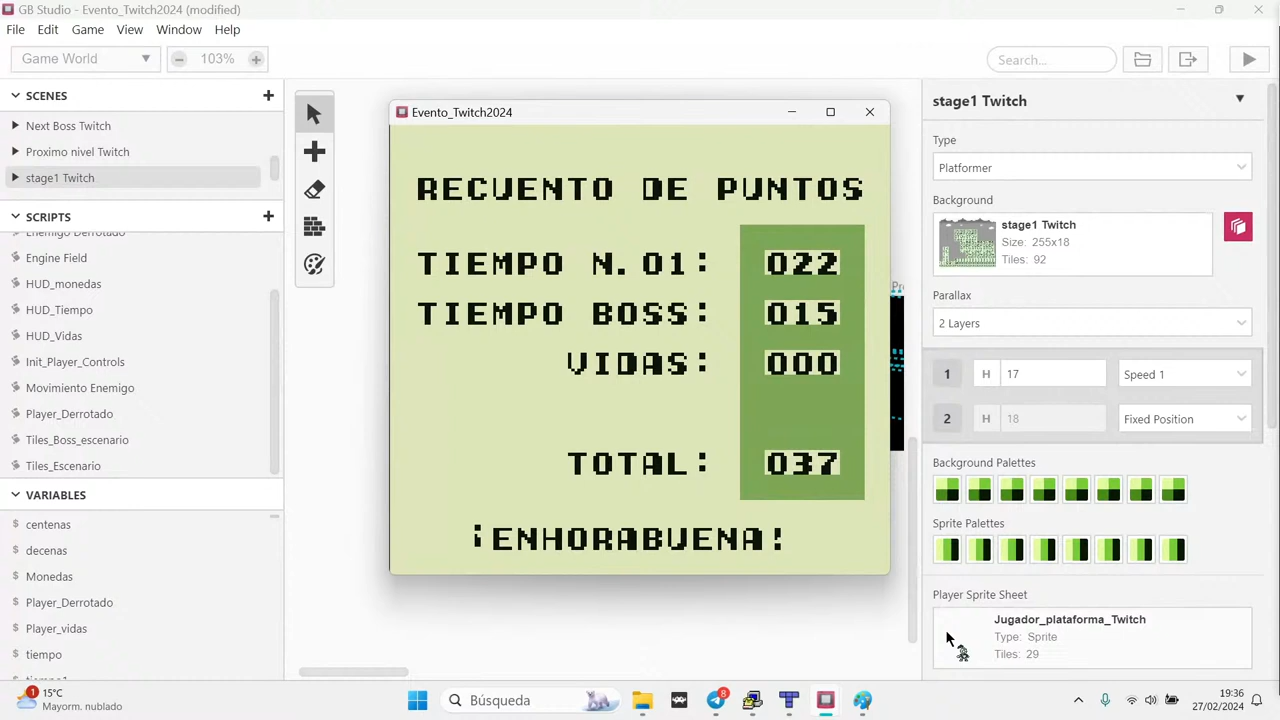 GB Studio - Evento_Twitch2024 (modified)
File Edit Game View Window Help
Game World
103%
Search...
SCENES
Next Boss Twitch
Proximo nivel Twitch
stage1 Twitch
SCRIPTS
Enemigo Derrotado
Engine Field
HUD_monedas
HUD_Tiempo
HUD_Vidas
Init_Player_Controls
Movimiento Enemigo
Player_Derrotado
Tiles_Boss_escenario
Tiles_Escenario
VARIABLES
$ centenas
$ decenas
$ Monedas
$ Player_Derrotado
$ Player_vidas
$ tiempo
Evento_Twitch2024
RECUENTO DE PUNTOS
TIEMPO N.01: 022
TIEMPO BOSS: 015
VIDAS: 000
TOTAL: 037
¡ENHORABUENA!
stage1 Twitch
Type
Platformer
Background
stage1 Twitch
Size: 255x18
Tiles: 92
Parallax
2 Layers
1 H 17 Speed 1
2 H 18 Fixed Position
Background Palettes
Sprite Palettes
Player Sprite Sheet
Jugador_plataforma_Twitch
Type: Sprite
Tiles: 29
1
15°C
Mayorm. nublado
Búsqueda
8
19:36
27/02/2024